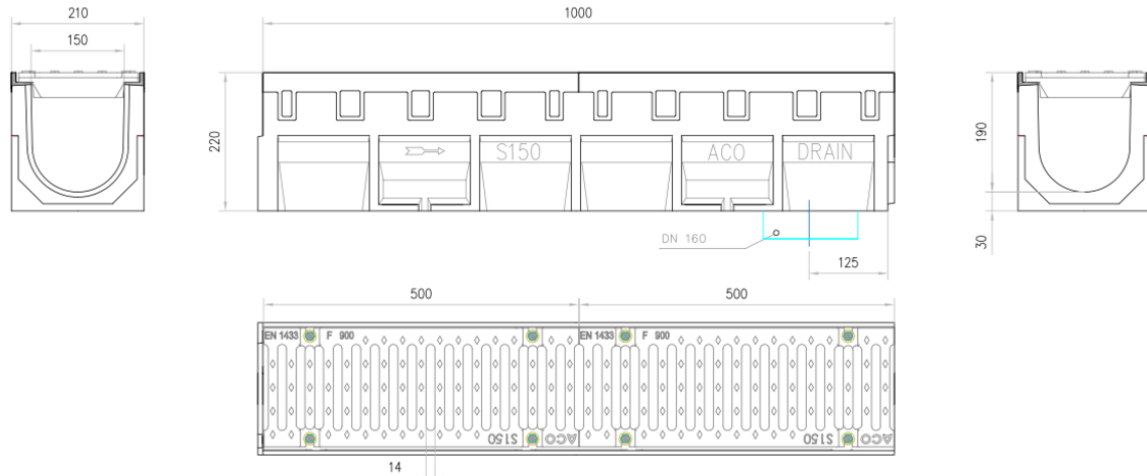 210
150
1000
220
S150
ACO
DRAIN
DN 160
125
190
30
500
500
EN 1433 F 900
EN 1433 F 900
ACO S150
ACO S150
14